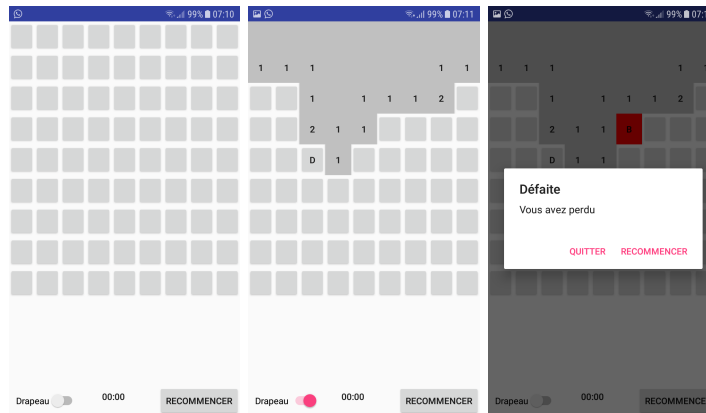 99% 07:10
Drapeau 00:00 RECOMMENCER
99% 07:11
1 1 1 1 1
1 1 1 1 2
2 1 1
D 1
Drapeau 00:00 RECOMMENCER
99% 07:1
1 1 1 1
1 1 1 1 2
2 1 1
D 1 1
Défaite
Vous avez perdu
QUITTER RECOMMENCER
Drapeau 00:00 RECOMMENCE